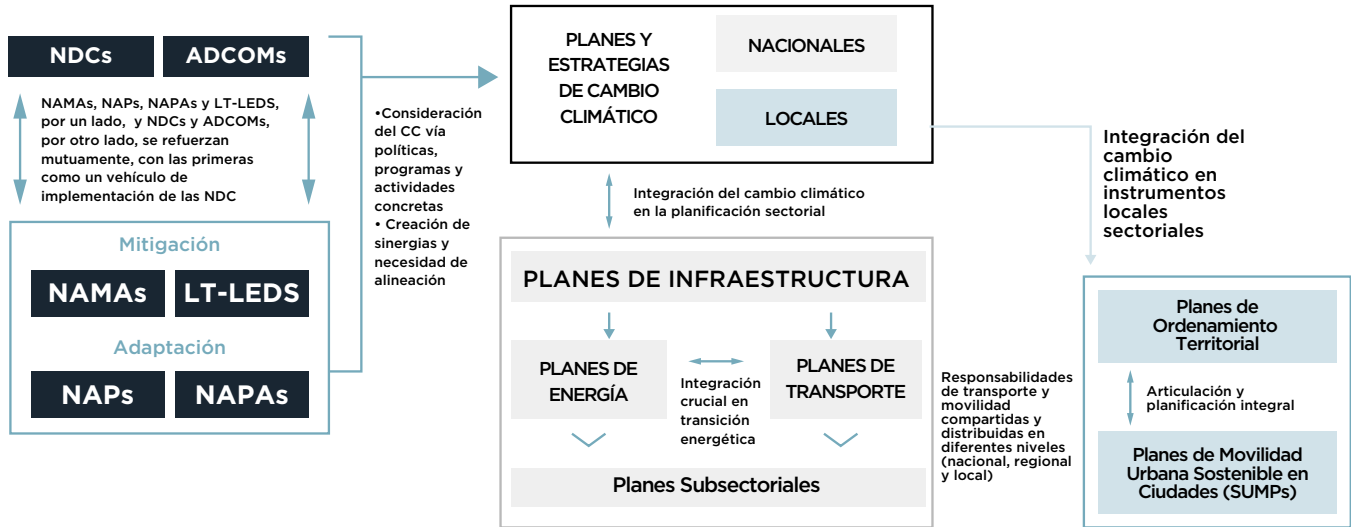 NDCs
ADCOMs
NAMAs, NAPs, NAPAs y LT-LEDS,
por un lado, y NDCs y ADCOMs,
por otro lado, se refuerzan
mutuamente, con las primeras
como un vehículo de
implementación de las NDC
Mitigación
NAMAs
LT-LEDS
Adaptación
NAPs
NAPAs
•Consideración
del CC vía
políticas,
programas y
actividades
concretas
• Creación de
sinergias y
necesidad de
alineación
PLANES Y
ESTRATEGIAS
DE CAMBIO
CLIMÁTICO
NACIONALES
LOCALES
Integración del cambio climático
en la planificación sectorial
PLANES DE INFRAESTRUCTURA
PLANES DE
ENERGÍA
Integración
crucial en
transición
energética
PLANES DE
TRANSPORTE
Planes Subsectoriales
Responsabilidades
de transporte y
movilidad
compartidas y
distribuidas en
diferentes niveles
(nacional, regional
y local)
Integración del
cambio
climático en
instrumentos
locales
sectoriales
Planes de
Ordenamiento
Territorial
Articulación y
planificación integral
Planes de Movilidad
Urbana Sostenible en
Ciudades (SUMPs)